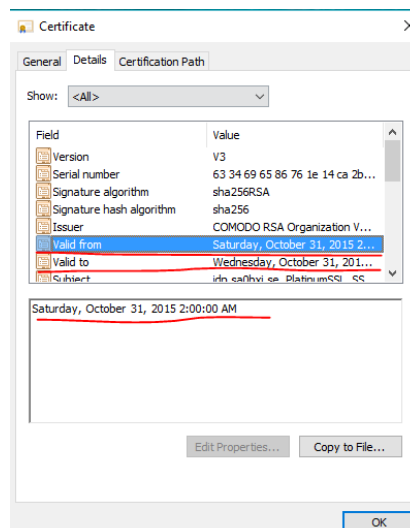 Certificate
General Details Certification Path
Show: <All>
Field Value
Version V3
Serial number 63 34 69 65 86 76 1e 14 ca 2b...
Signature algorithm sha256RSA
Signature hash algorithm sha256
Issuer COMODO RSA Organization V...
Valid from Saturday, October 31, 2015 2...
Valid to Wednesday, October 31, 201...
Subject PlatinumSSL, SS
Saturday, October 31, 2015 2:00:00 AM
Edit Properties... Copy to File...
OK